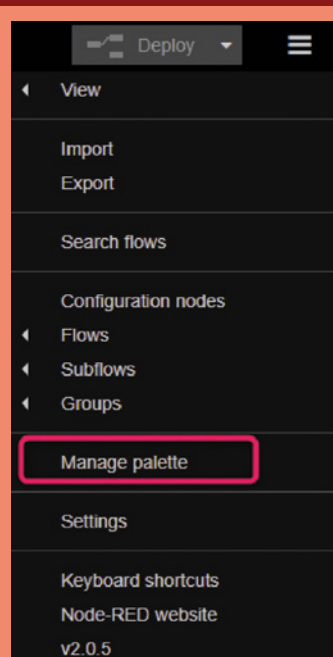 Deploy
View
Import
Export
Search flows
Configuration nodes
Flows
Subflows
Groups
Manage palette
Settings
Keyboard shortcuts
Node-RED website
v2.0.5